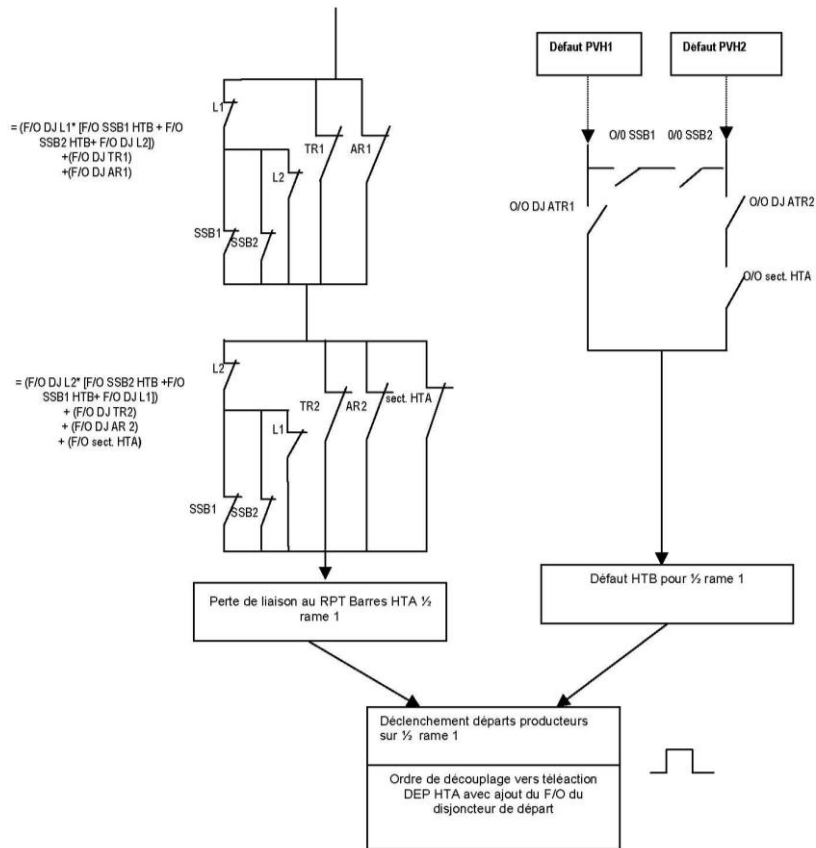 = (F/O DJ L1* [F/O SSB1 HTB + F/O
SSB2 HTB+ F/O DJ L2])
+(F/O DJ TR1)
+(F/O DJ AR1)
L1
TR1
AR1
L2
SSB1
SSB2
= (F/O DJ L2* [F/O SSB2 HTB +F/O
SSB1 HTB+ F/O DJ L1])
+ (F/O DJ TR2)
+ (F/O DJ AR 2)
+ (F/O sect. HTA)
L2
TR2
AR2
sect. HTA
L1
SSB1
SSB2
Perte de liaison au RPT Barres HTA ½
rame 1
Défaut PVH1
Défaut PVH2
O/0 SSB1
0/0 SSB2
O/O DJ ATR1
O/O DJ ATR2
O/O sect. HTA
Défaut HTB pour ½ rame 1
Déclenchement départs producteurs
sur ½ rame 1
Ordre de découplage vers téléaction
DEP HTA avec ajout du F/O du
disjoncteur de départ